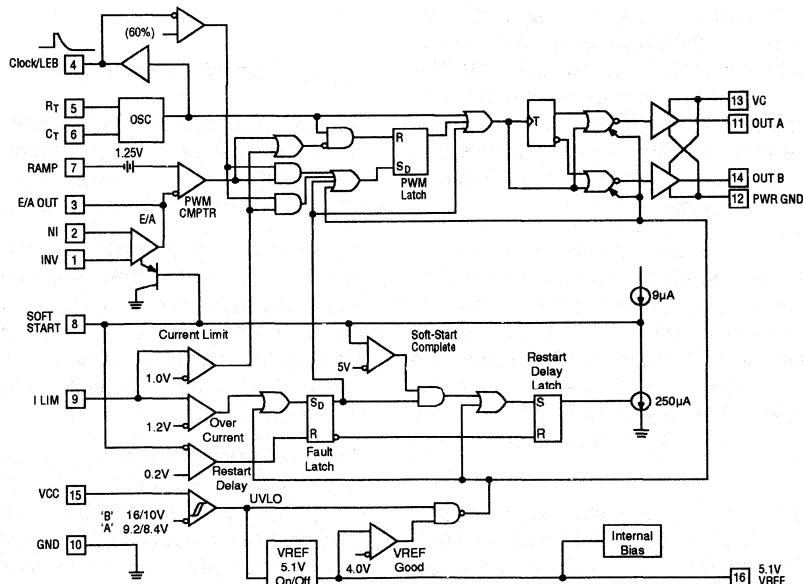 (60%)
Clock/LEB 4
RT 5
CT 6
OSC
1.25V
RAMP 7
E/A OUT 3
PWM
CMPTR
E/A
NI 2
INV 1
R
SD
PWM
Latch
T
13 VC
11 OUT A
14 OUT B
12 PWR GND
9µA
SOFT
START 8
Current Limit
Soft-Start
Complete
5V
1.0V
Restart
Delay
Latch
I LIM 9
1.2V
Over
Current
SD
R
Fault
Latch
S
R
250µA
0.2V
Restart
Delay
VCC 15
UVLO
'B' 16/10V
'A' 9.2/8.4V
GND 10
VREF
5.1V
On/Off
4.0V
VREF
Good
Internal
Bias
16 5.1V
VREF